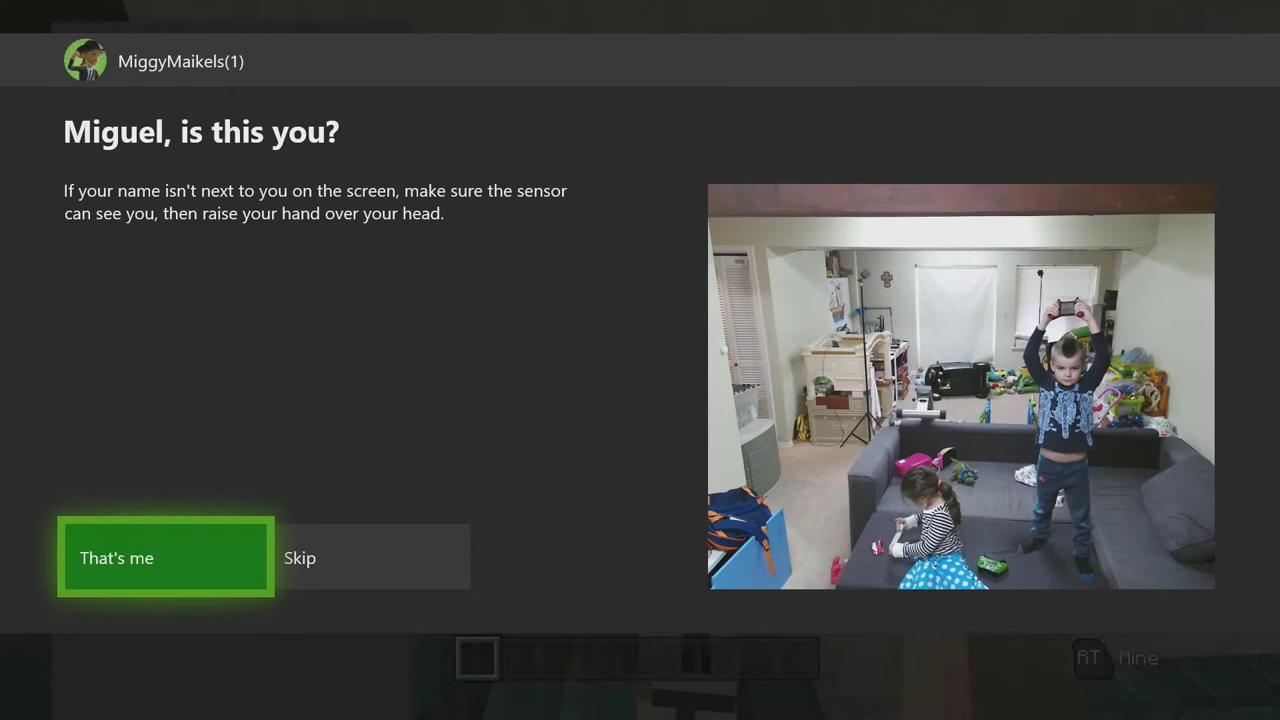 MiggyMaikels(1)
Miguel, is this you?
If your name isn't next to you on the screen, make sure the sensor
can see you, then raise your hand over your head.
That's me
Skip
RT Mine